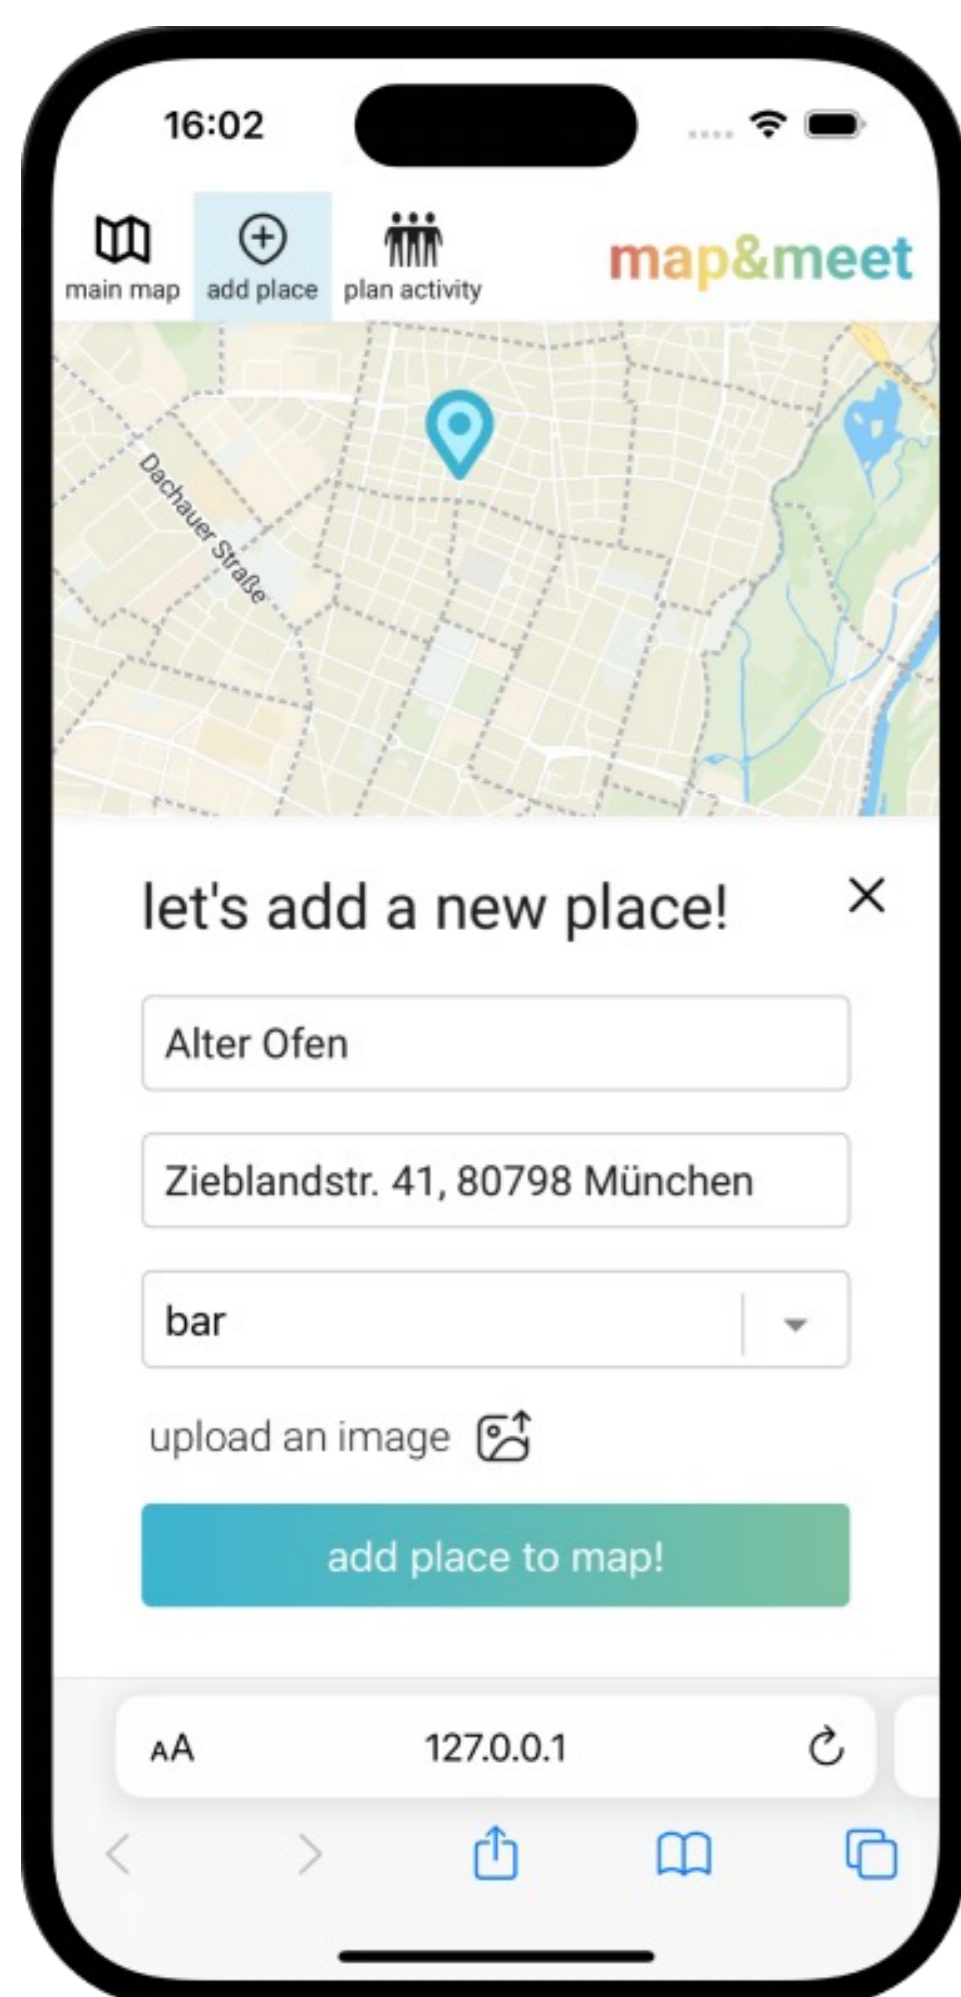 16:02
main map
add place
plan activity
map&meet
Dachauer Straße
let's add a new place!
Alter Ofen
Zieblandstr. 41, 80798 München
bar
upload an image
add place to map!
AA
127.0.0.1